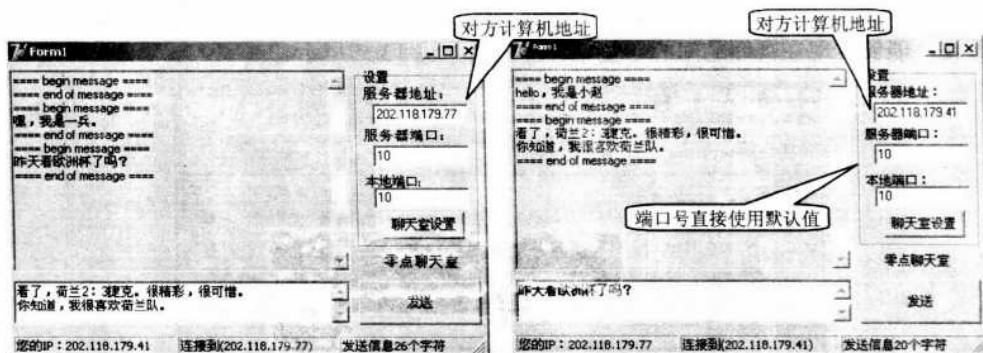 对方计算机地址
Form1
==== begin message ====
==== end of message ====
==== begin message ====
嘿，我是一兵。
==== end of message ====
==== begin message ====
昨天看欧洲杯了吗？
==== end of message ====
设置
服务器地址：
202.118.179.77
服务器端口：
10
本地端口：
10
聊天室设置
零点聊天室
看了，荷兰2：3捷克。很精彩，很可惜。
你知道，我很喜欢荷兰队。
发送
您的IP：202.118.179.41
连接到(202.118.179.77)
发送信息26个字符
对方计算机地址
Form1
==== begin message ====
hello，我是小赵
==== end of message ====
==== begin message ====
看了，荷兰2：3捷克。很精彩，很可惜。
你知道，我很喜欢荷兰队。
==== end of message ====
设置
服务器地址：
202.118.179.41
服务器端口：
10
本地端口：
10
端口号直接使用默认值
聊天室设置
零点聊天室
昨天看欧洲杯了吗？
发送
您的IP：202.118.179.77
连接到(202.118.179.41)
发送信息20个字符